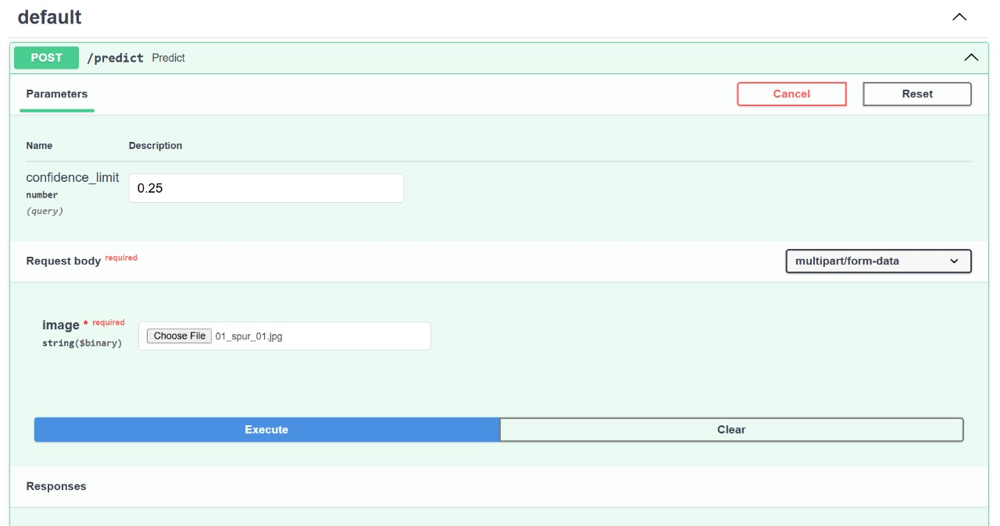 default
POST /predict Predict
Parameters
Cancel
Reset
Name Description
confidence_limit
number
(query)
0.25
Request body required
multipart/form-data
image * required
string($binary)
Choose File 01_spur_01.jpg
Execute
Clear
Responses